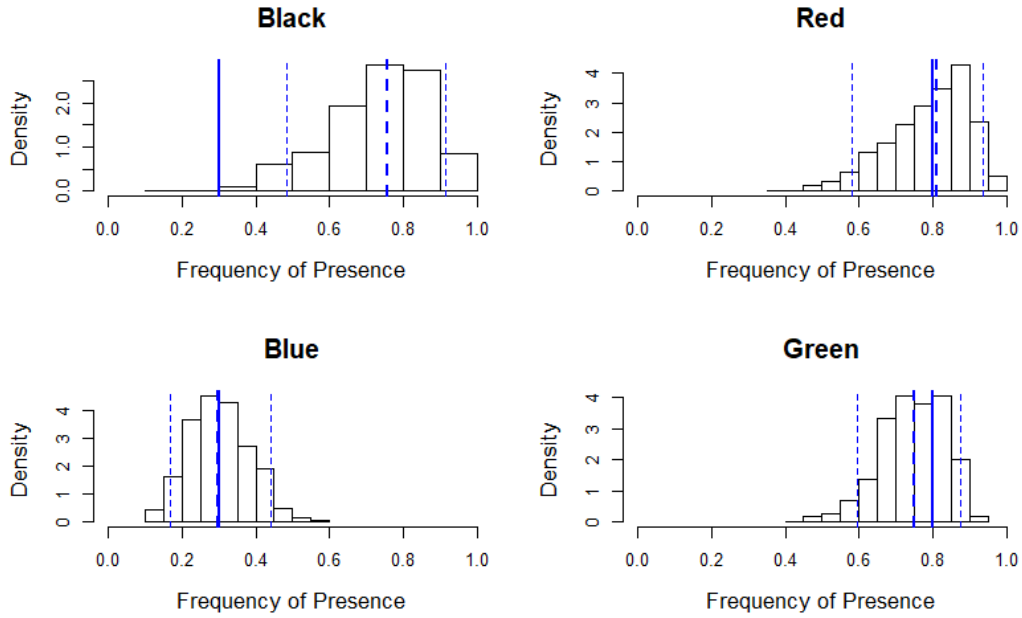 Black
Density
0.0 1.0 2.0
0.0 0.2 0.4 0.6 0.8 1.0
Frequency of Presence
Red
Density
0 1 2 3 4
0.0 0.2 0.4 0.6 0.8 1.0
Frequency of Presence
Blue
Density
0 1 2 3 4
0.0 0.2 0.4 0.6 0.8 1.0
Frequency of Presence
Green
Density
0 1 2 3 4
0.0 0.2 0.4 0.6 0.8 1.0
Frequency of Presence